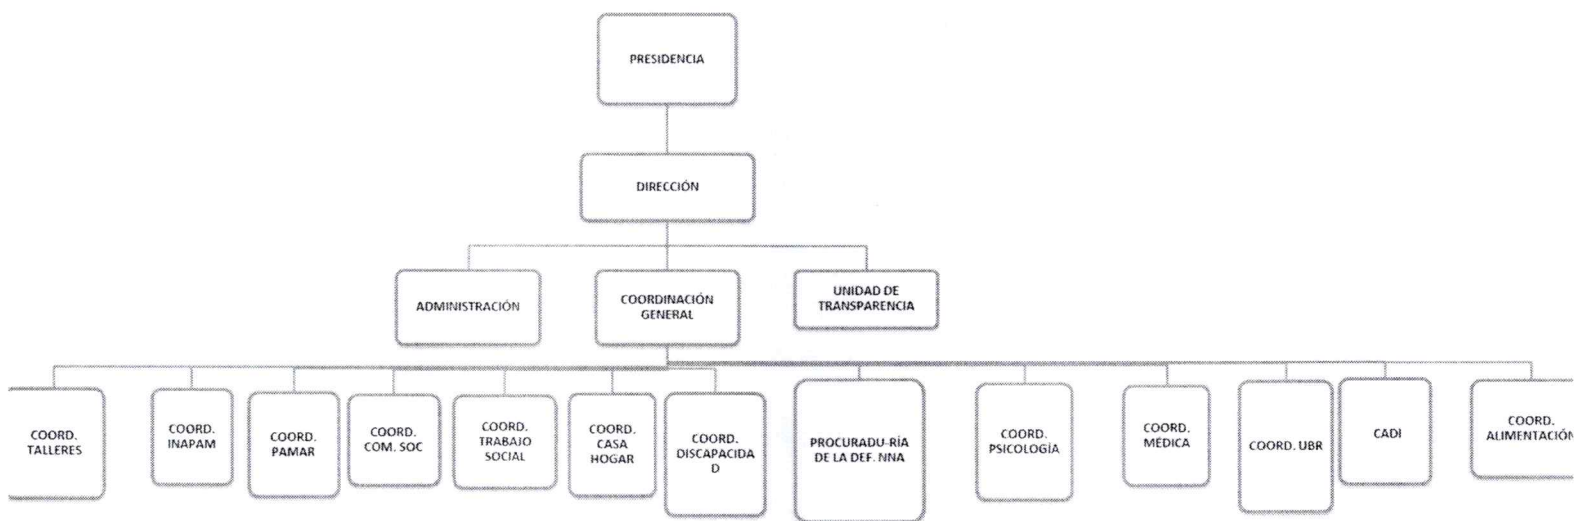 PRESIDENCIA
DIRECCIÓN
ADMINISTRACIÓN
COORDINACIÓN
GENERAL
UNIDAD DE
TRANSPARENCIA
COORD.
TALLERES
COORD.
INAPAM
COORD.
PAMAR
COORD.
COM. SOC
COORD.
TRABAJO
SOCIAL
COORD.
CASA
HOGAR
COORD.
DISCAPACIDA
D
PROCURADU-RÍA
DE LA DEF. NNA
COORD.
PSICOLOGÍA
COORD.
MÉDICA
COORD. UBR
CADI
COORD.
ALIMENTACIÓN